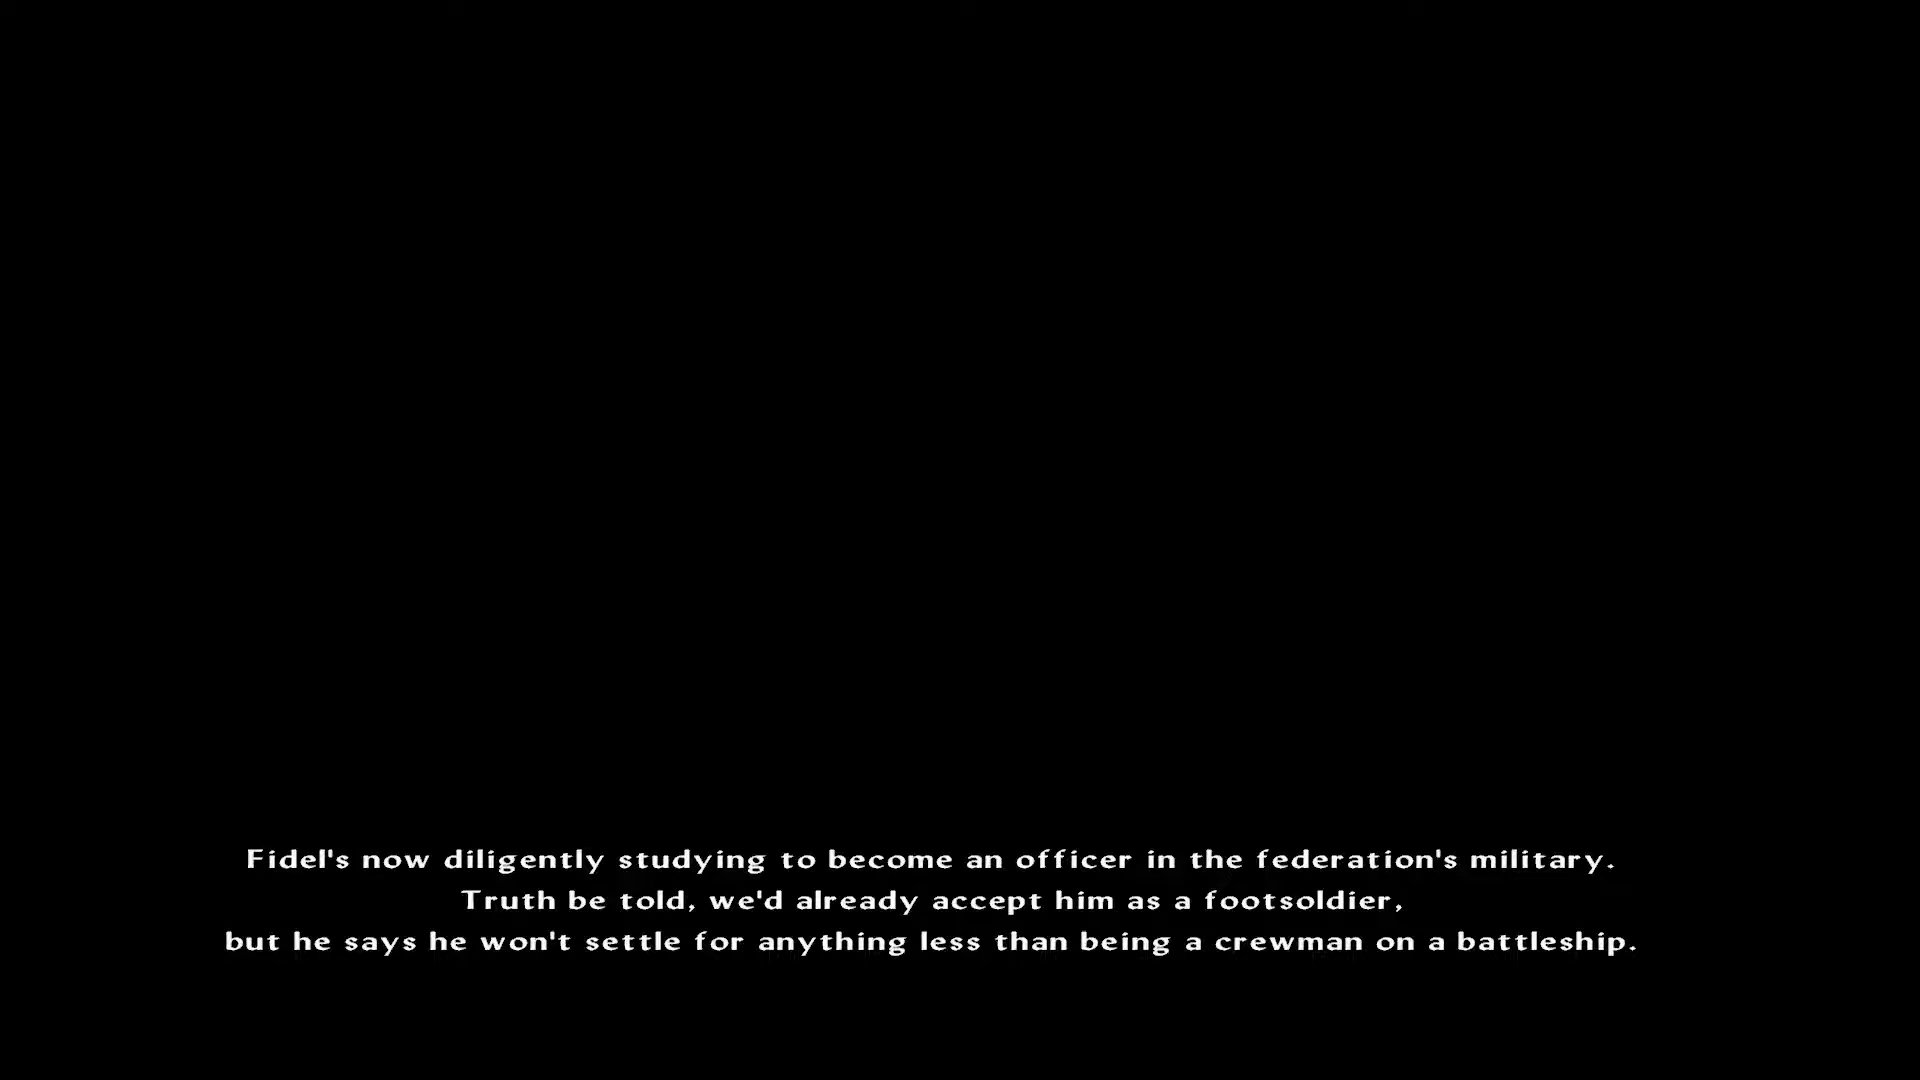 Fidel's now diligently studying to become an officer in the federation's military.
Truth be told, we'd already accept him as a footsoldier,
but he says he won't settle for anything less than being a crewman on a battleship.